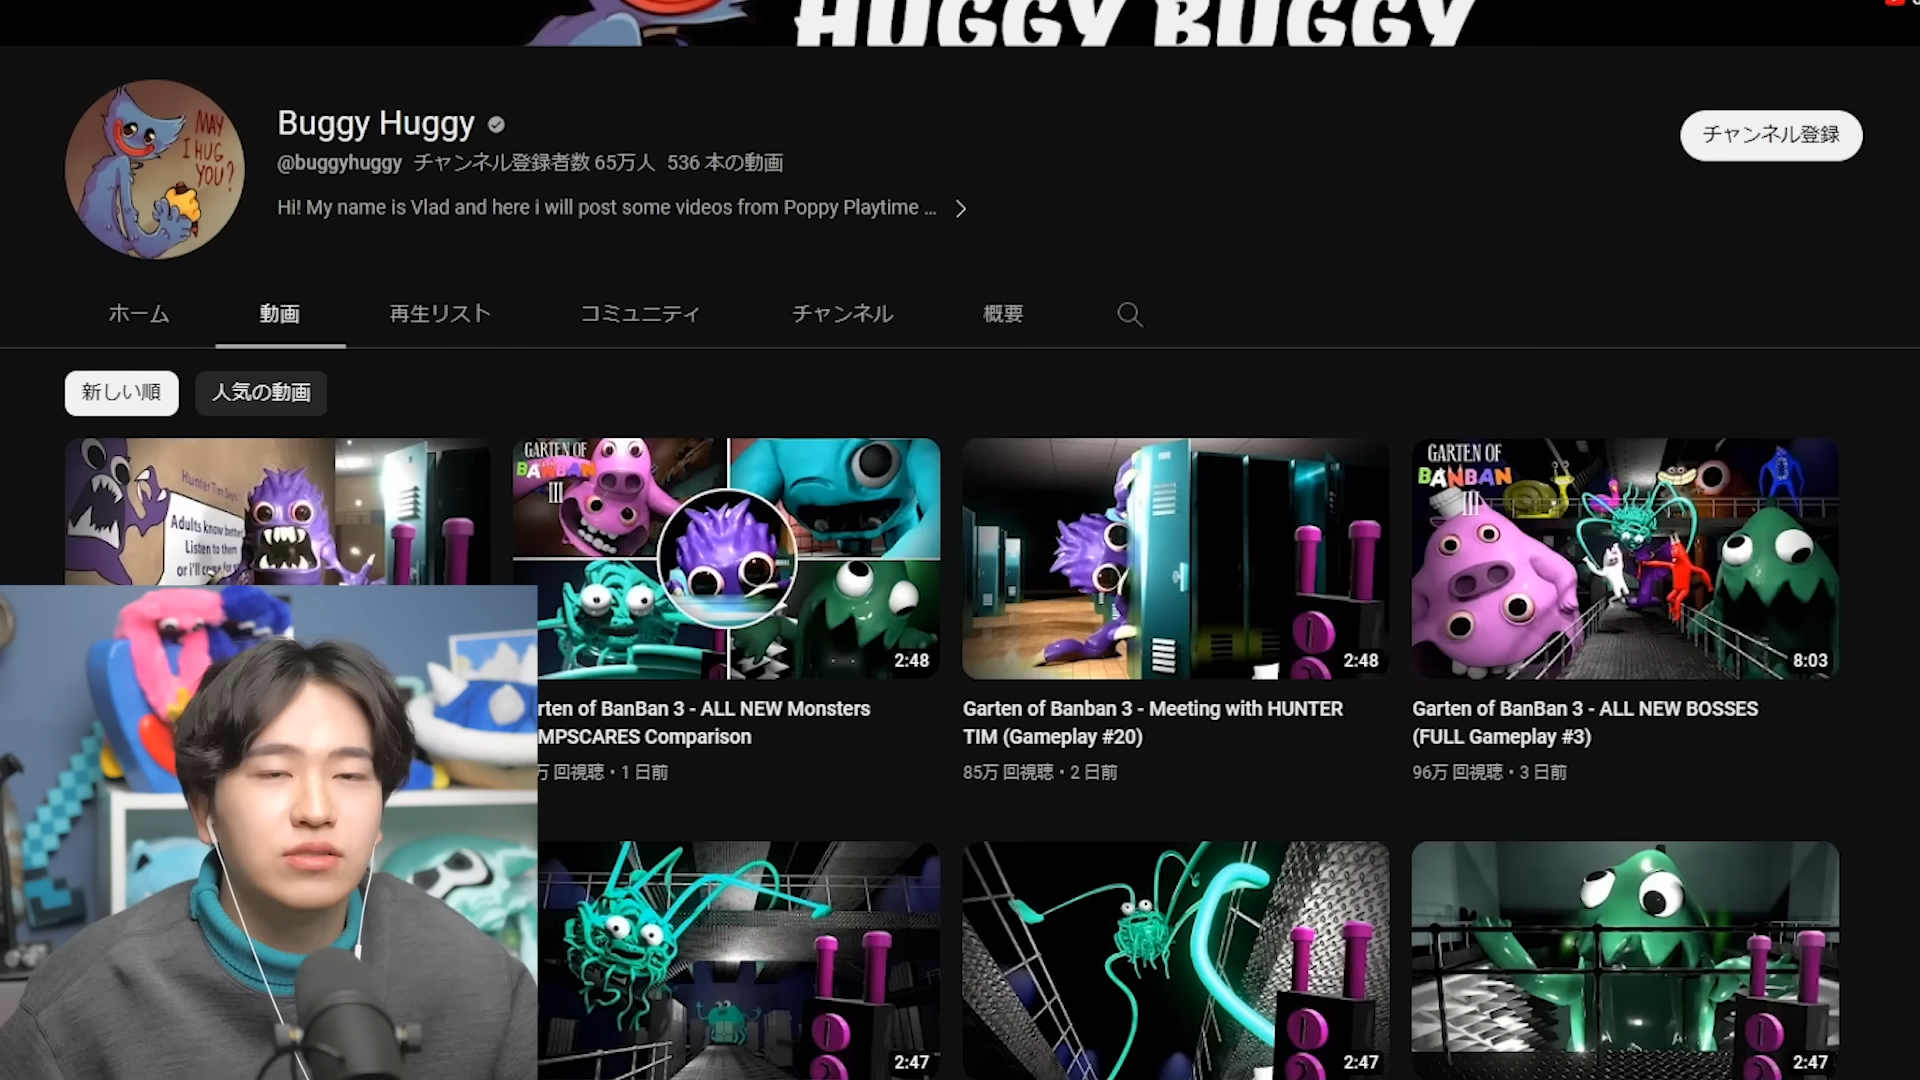 HUGGY BUGGY
MAY
I HUG
YOU?
Buggy Huggy
@buggyhuggy チャンネル登録者数 65万人 536 本の動画
Hi! My name is Vlad and here i will post some videos from Poppy Playtime ...
チャンネル登録
ホーム 動画 再生リスト コミュニティ チャンネル 概要
新しい順 人気の動画
Hunter Tim Says:
Adults know better
Listen to them
or i'll come for
GARTEN OF
BANBAN
III
2:48
2:48
GARTEN OF
BANBAN
III
8:03
rten of BanBan 3 - ALL NEW Monsters
MPSCARES Comparison
万 回視聴・1 日前
Garten of Banban 3 - Meeting with HUNTER
TIM (Gameplay #20)
85万 回視聴・2 日前
Garten of BanBan 3 - ALL NEW BOSSES
(FULL Gameplay #3)
96万 回視聴・3 日前
2:47
2:47
2:47